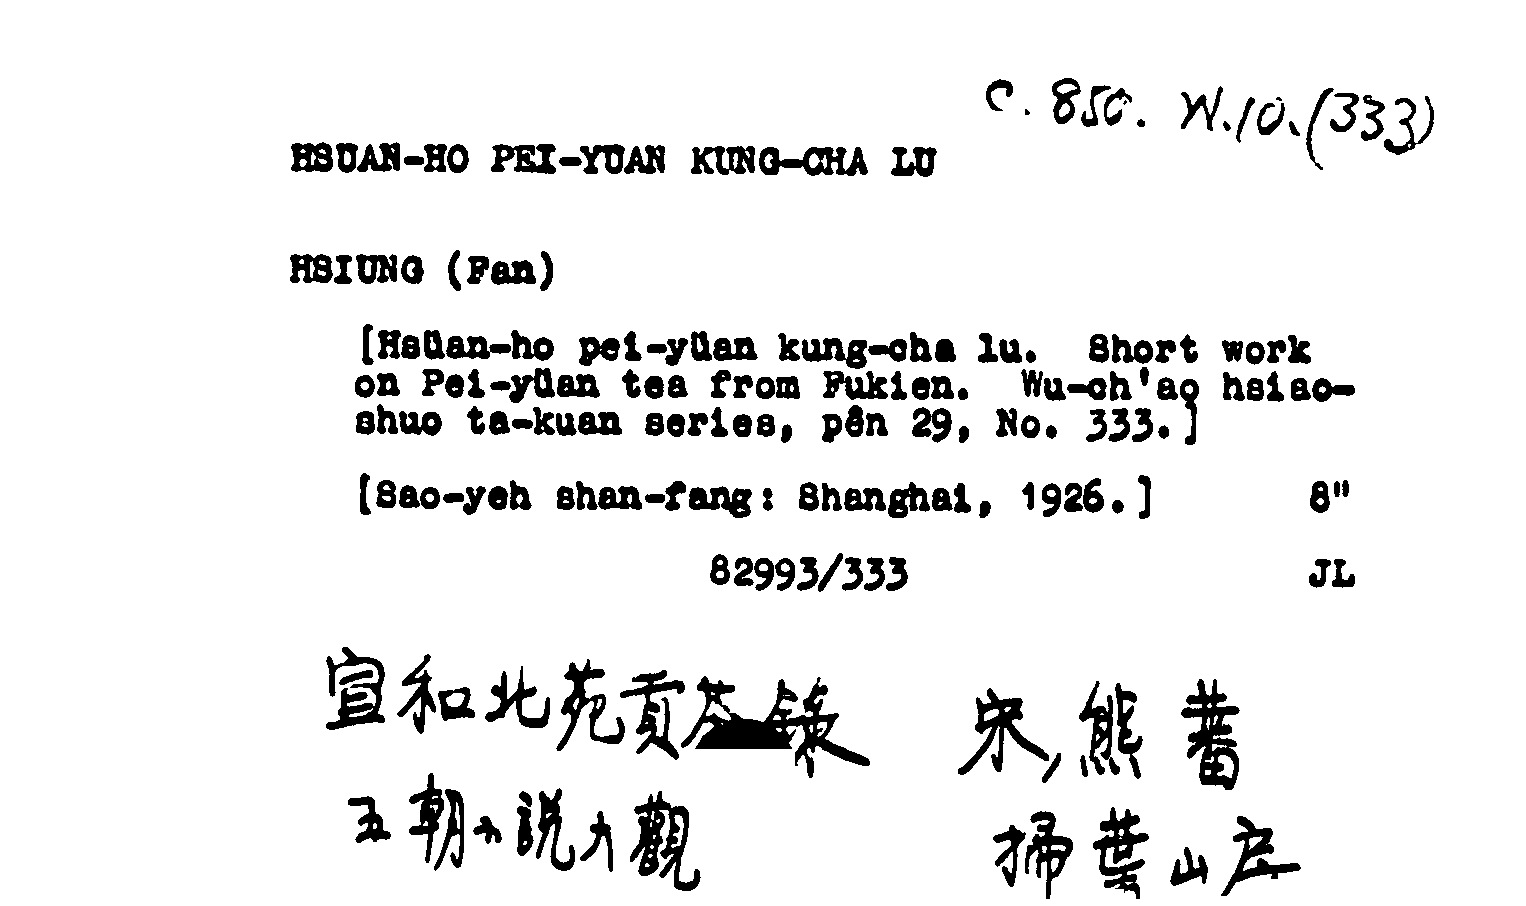 C. 850. W.10.(333)
HSÜAN-HO PEI-YÜAN KUNG-CHA LU
HSIUNG (Fan)
[Hsüan-ho pei-yüan kung-cha lu. Short work
on Pei-yüan tea from Fukien. Wu-ch'ao hsiao-
shuo ta-kuan series, pên 29, No. 333.]
[Sao-yeh shan-fang: Shanghai, 1926.] 8"
82993/333 JL
宣和北苑貢茶錄 宋,熊蕃
五朝小說大觀 掃葉山